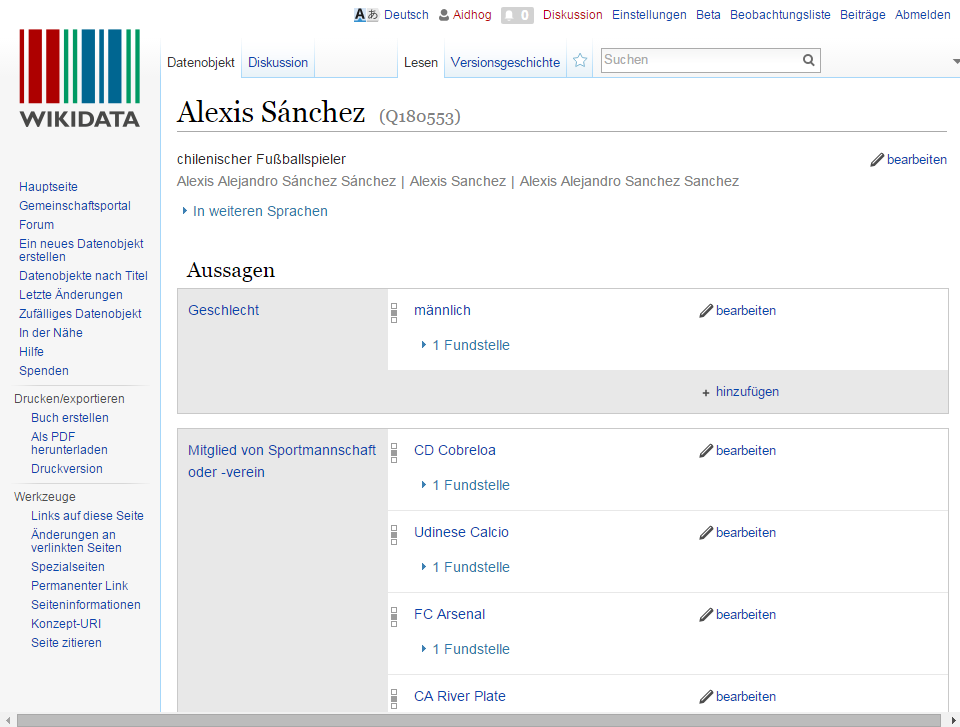 Aあ Deutsch Aidhog 0 Diskussion Einstellungen Beta Beobachtungsliste Beiträge Abmelden
WIKIDATA
Datenobjekt Diskussion Lesen Versionsgeschichte Suchen
Alexis Sánchez (Q180553)
chilenischer Fußballspieler bearbeiten
Alexis Alejandro Sánchez Sánchez | Alexis Sanchez | Alexis Alejandro Sanchez Sanchez
In weiteren Sprachen
Hauptseite
Gemeinschaftsportal
Forum
Ein neues Datenobjekt
erstellen
Datenobjekte nach Titel
Letzte Änderungen
Zufälliges Datenobjekt
In der Nähe
Hilfe
Spenden
Drucken/exportieren
Buch erstellen
Als PDF
herunterladen
Druckversion
Werkzeuge
Links auf diese Seite
Änderungen an
verlinkten Seiten
Spezialseiten
Permanenter Link
Seiteninformationen
Konzept-URI
Seite zitieren
Aussagen
Geschlecht männlich bearbeiten
1 Fundstelle
+ hinzufügen
Mitglied von Sportmannschaft
oder -verein
CD Cobreloa bearbeiten
1 Fundstelle
Udinese Calcio bearbeiten
1 Fundstelle
FC Arsenal bearbeiten
1 Fundstelle
CA River Plate bearbeiten